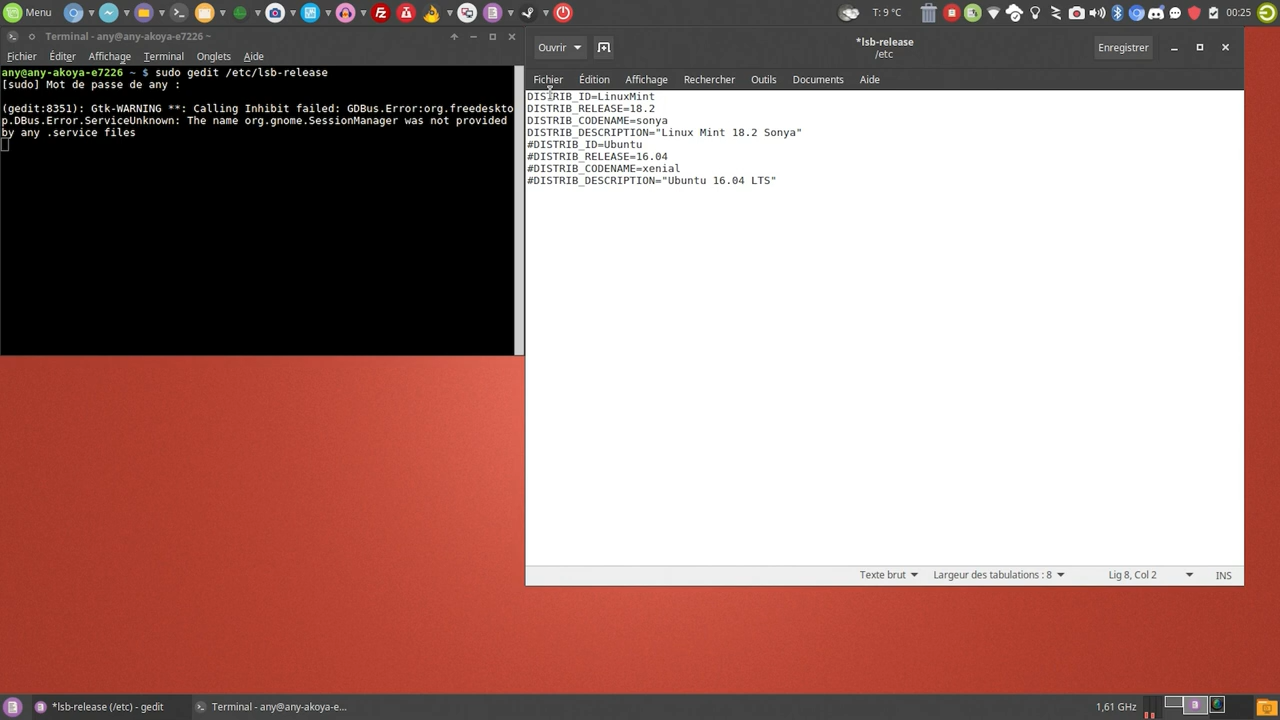 Menu
T: 9 °C
00:25
Terminal - any@any-akoya-e7226 ~
Fichier Éditer Affichage Terminal Onglets Aide
any@any-akoya-e7226 ~ $ sudo gedit /etc/lsb-release
[sudo] Mot de passe de any :
(gedit:8351): Gtk-WARNING **: Calling Inhibit failed: GDBus.Error:org.freedeskto
p.DBus.Error.ServiceUnknown: The name org.gnome.SessionManager was not provided
by any .service files
Ouvrir
*lsb-release
/etc
Enregistrer
Fichier Édition Affichage Rechercher Outils Documents Aide
DISTRIB_ID=LinuxMint
DISTRIB_RELEASE=18.2
DISTRIB_CODENAME=sonya
DISTRIB_DESCRIPTION="Linux Mint 18.2 Sonya"
#DISTRIB_ID=Ubuntu
#DISTRIB_RELEASE=16.04
#DISTRIB_CODENAME=xenial
#DISTRIB_DESCRIPTION="Ubuntu 16.04 LTS"
Texte brut Largeur des tabulations : 8 Lig 8, Col 2 INS
*lsb-release (/etc) - gedit
Terminal - any@any-akoya-e...
1,61 GHz